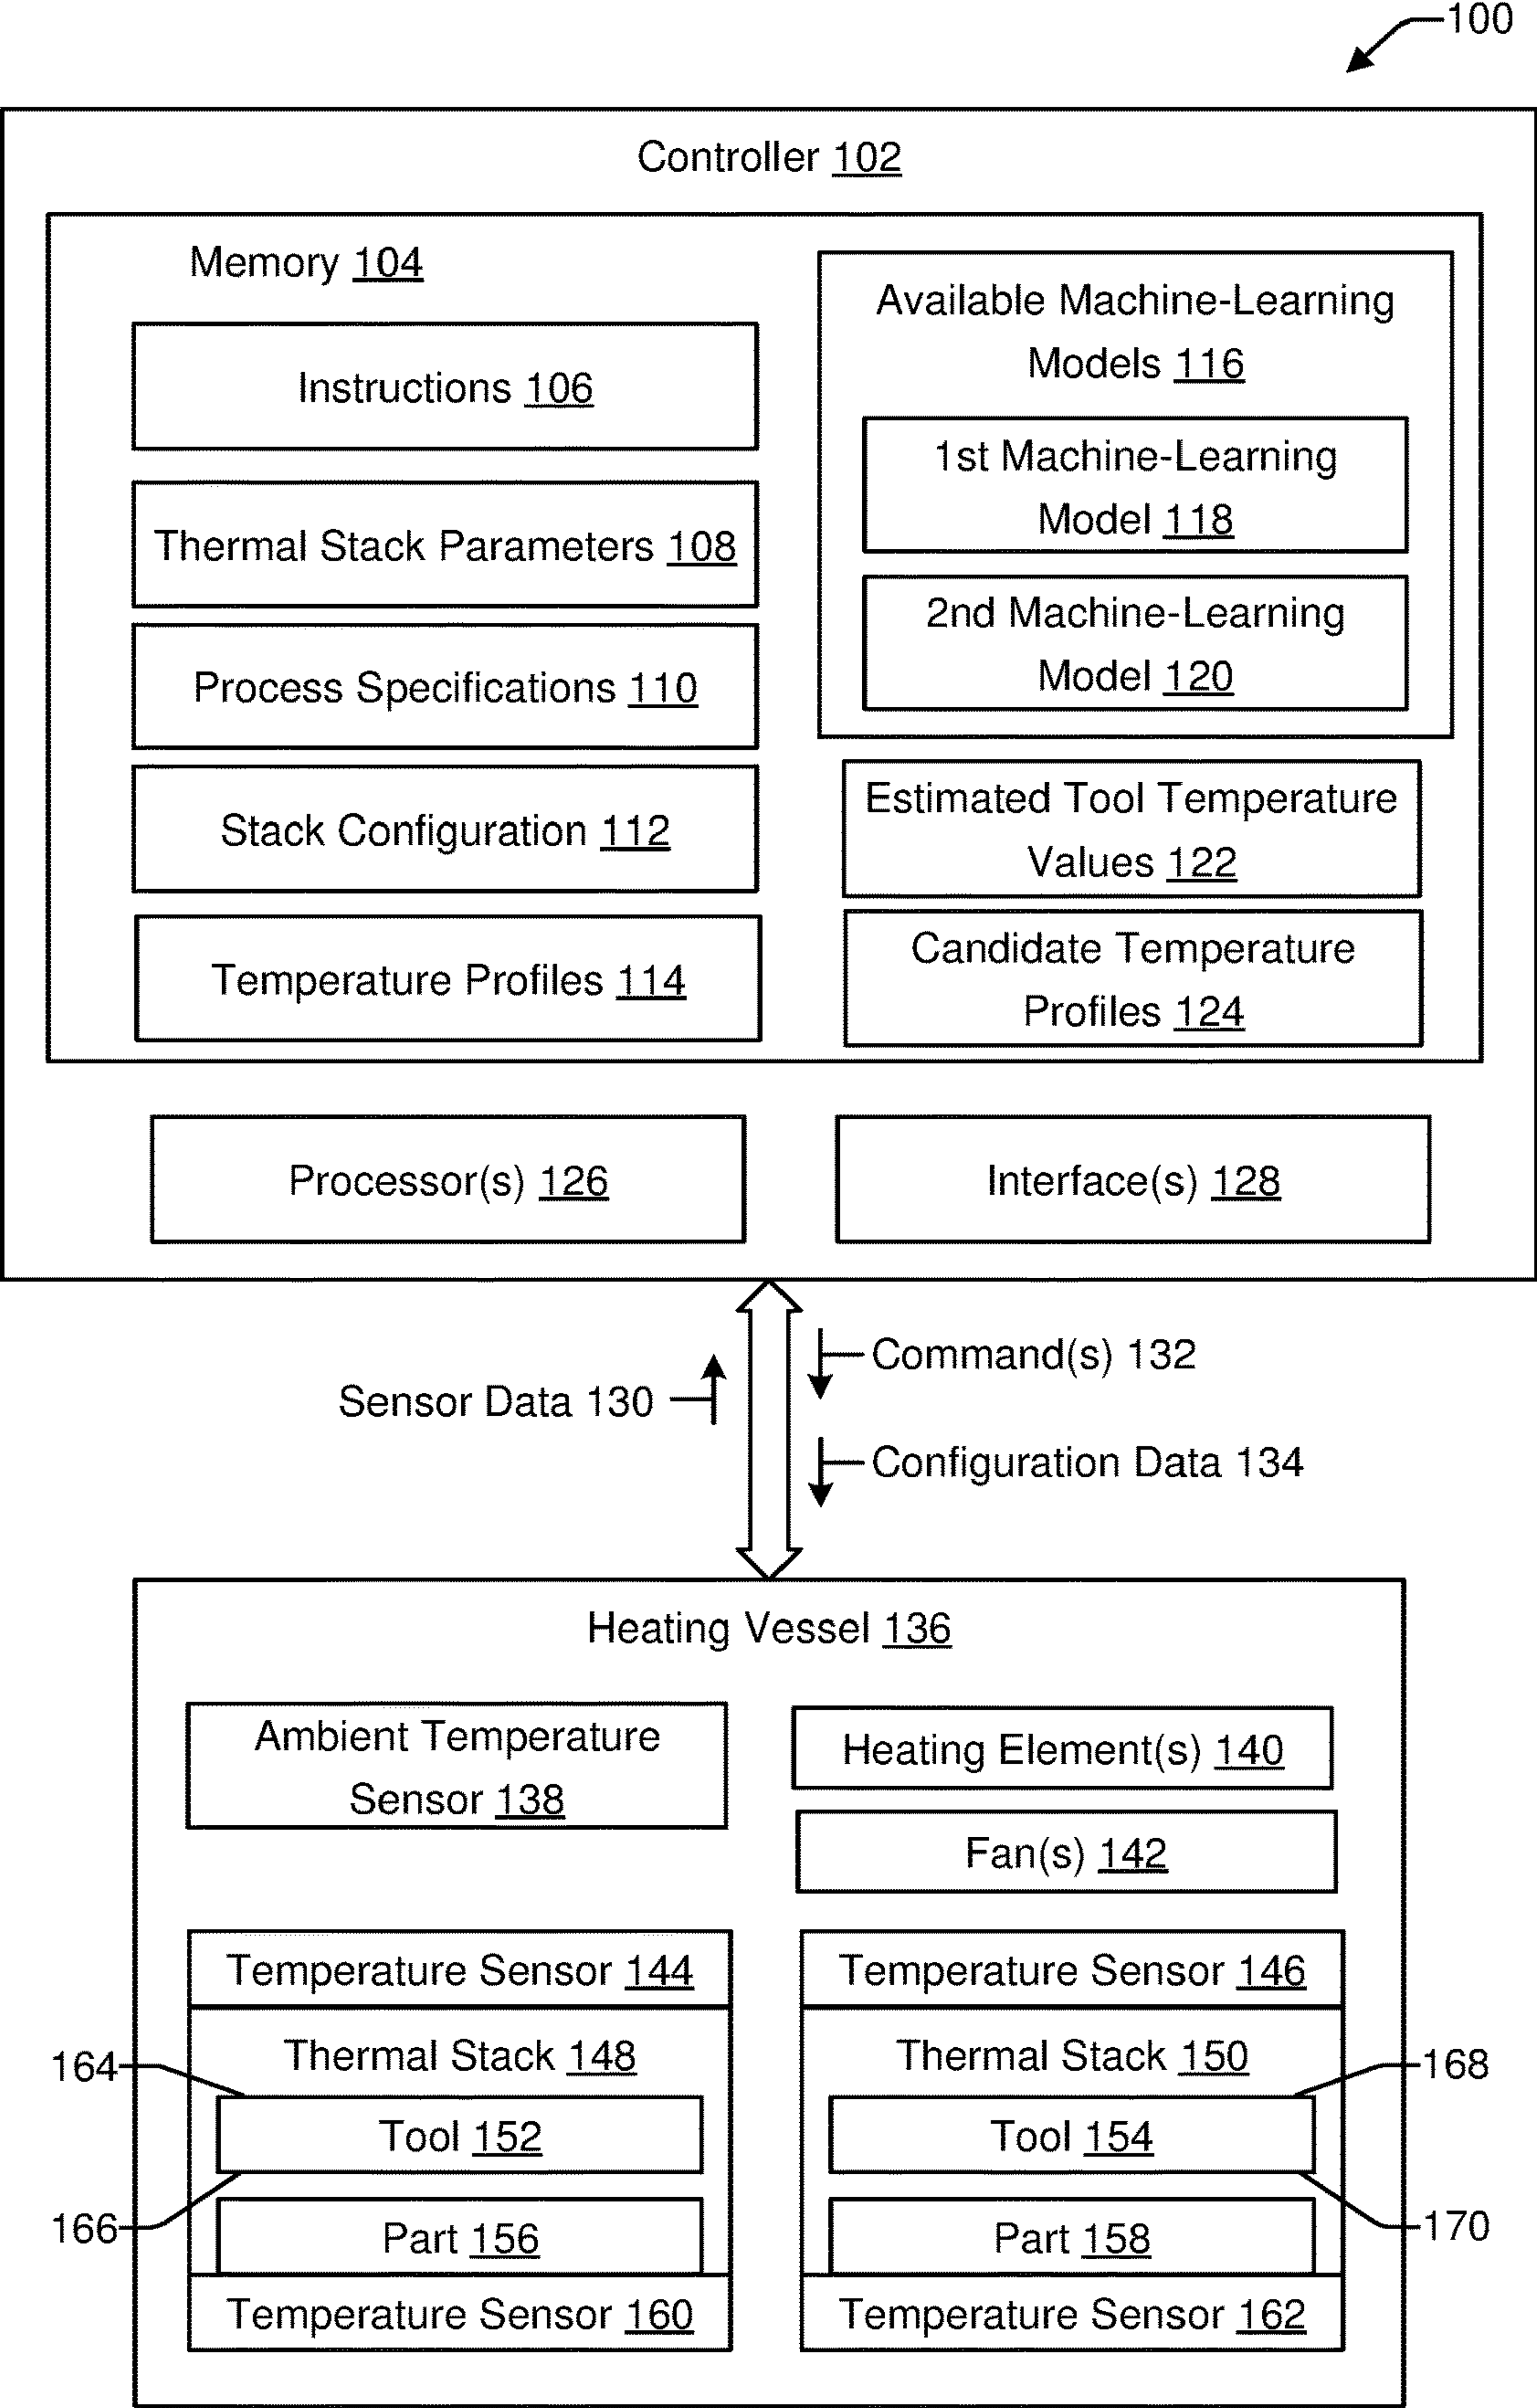 100
Controller 102
Memory 104
Instructions 106
Thermal Stack Parameters 108
Process Specifications 110
Stack Configuration 112
Temperature Profiles 114
Available Machine-Learning
Models 116
1st Machine-Learning
Model 118
2nd Machine-Learning
Model 120
Estimated Tool Temperature
Values 122
Candidate Temperature
Profiles 124
Processor(s) 126
Interface(s) 128
Sensor Data 130
Command(s) 132
Configuration Data 134
Heating Vessel 136
Ambient Temperature
Sensor 138
Heating Element(s) 140
Fan(s) 142
Temperature Sensor 144
Thermal Stack 148
164
Tool 152
166
Part 156
Temperature Sensor 160
Temperature Sensor 146
Thermal Stack 150
168
Tool 154
170
Part 158
Temperature Sensor 162